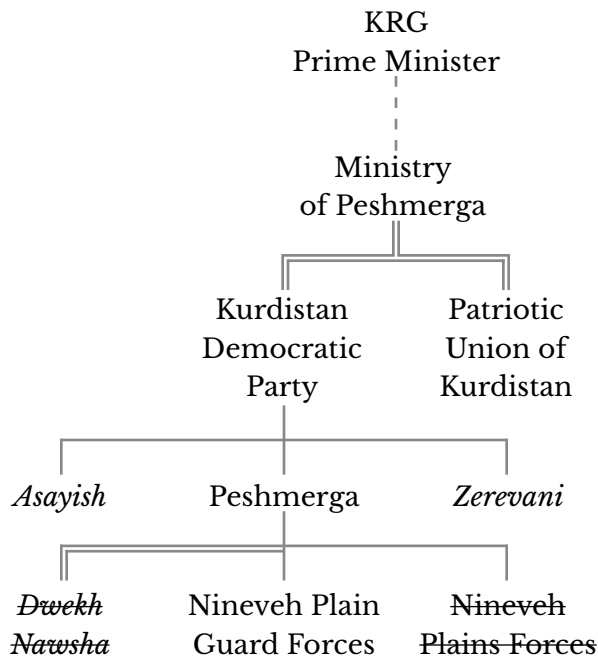 KRG
Prime Minister
Ministry
of Peshmerga
Kurdistan
Democratic
Party
Patriotic
Union of
Kurdistan
Asayish
Peshmerga
Zerevani
Dwekh
Nawsha
Nineveh Plain
Guard Forces
Nineveh
Plains Forces